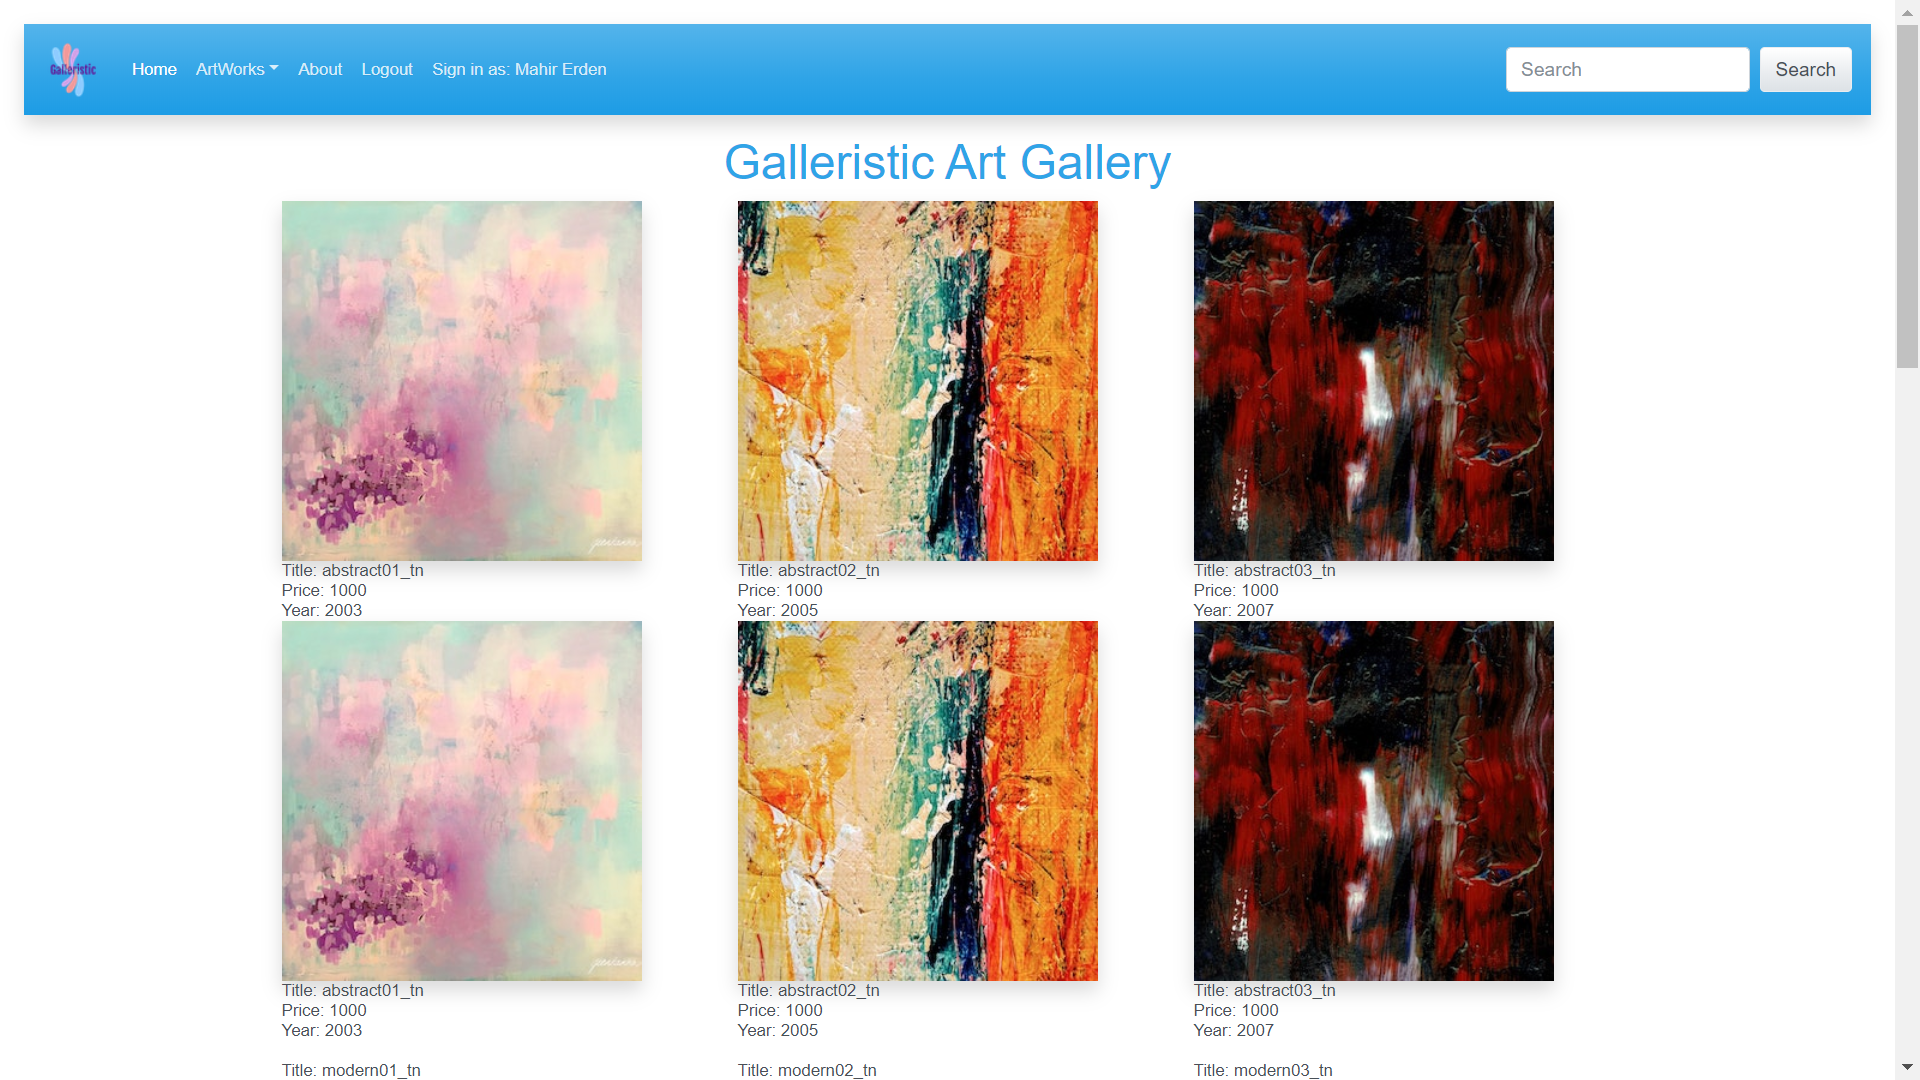 Galleristic
Home ArtWorks About Logout Sign in as: Mahir Erden
Search Search
Galleristic Art Gallery
Title: abstract01_tn
Price: 1000
Year: 2003
Title: abstract02_tn
Price: 1000
Year: 2005
Title: abstract03_tn
Price: 1000
Year: 2007
Title: abstract01_tn
Price: 1000
Year: 2003
Title: abstract02_tn
Price: 1000
Year: 2005
Title: abstract03_tn
Price: 1000
Year: 2007
Title: modern01_tn
Title: modern02_tn
Title: modern03_tn